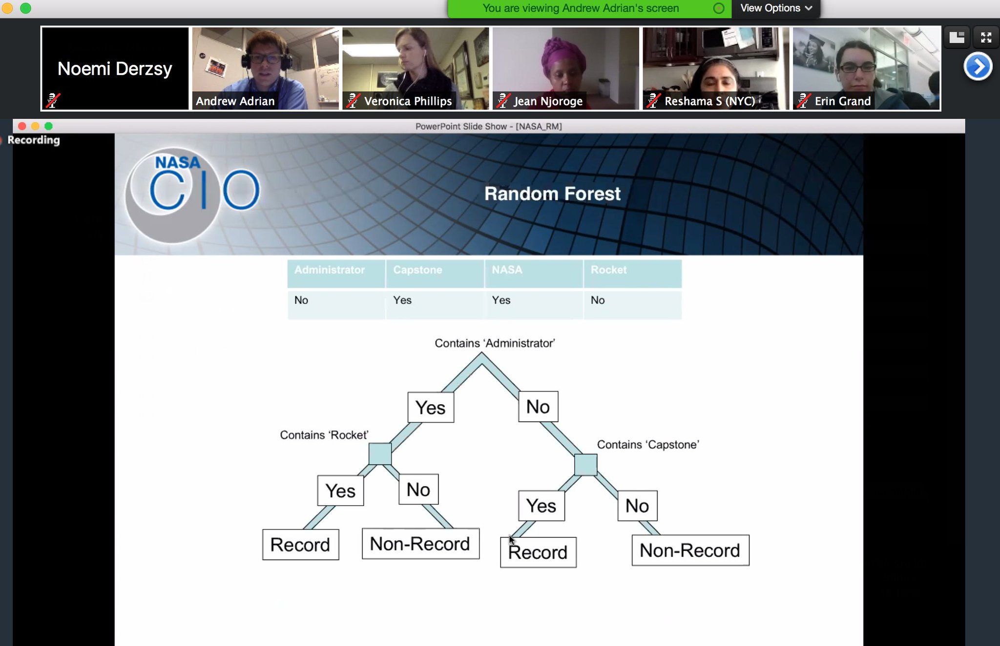 You are viewing Andrew Adrian's screen
View Options
Noemi Derzsy
Andrew Adrian
Veronica Phillips
Jean Njoroge
Reshama S (NYC)
Erin Grand
PowerPoint Slide Show - [NASA_RM]
Recording
NASA
CIO
Random Forest
Administrator Capstone NASA Rocket
No Yes Yes No
Contains ‘Administrator’
Yes No
Contains ‘Rocket’
Contains ‘Capstone’
Yes No
Yes No
Record Non-Record
Record Non-Record